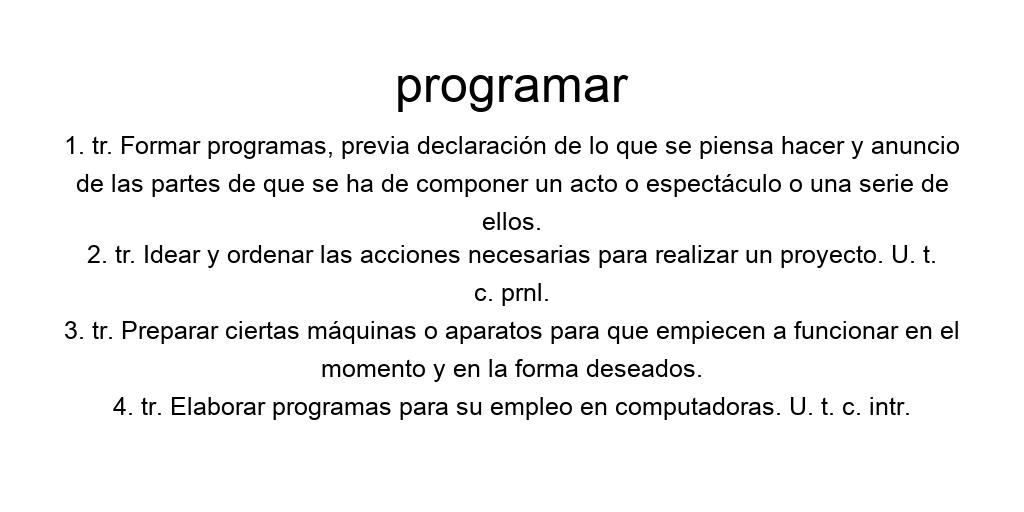 programar
1. tr. Formar programas, previa declaración de lo que se piensa hacer y anuncio
de las partes de que se ha de componer un acto o espectáculo o una serie de
ellos.
2. tr. Idear y ordenar las acciones necesarias para realizar un proyecto. U. t.
c. prnl.
3. tr. Preparar ciertas máquinas o aparatos para que empiecen a funcionar en el
momento y en la forma deseados.
4. tr. Elaborar programas para su empleo en computadoras. U. t. c. intr.